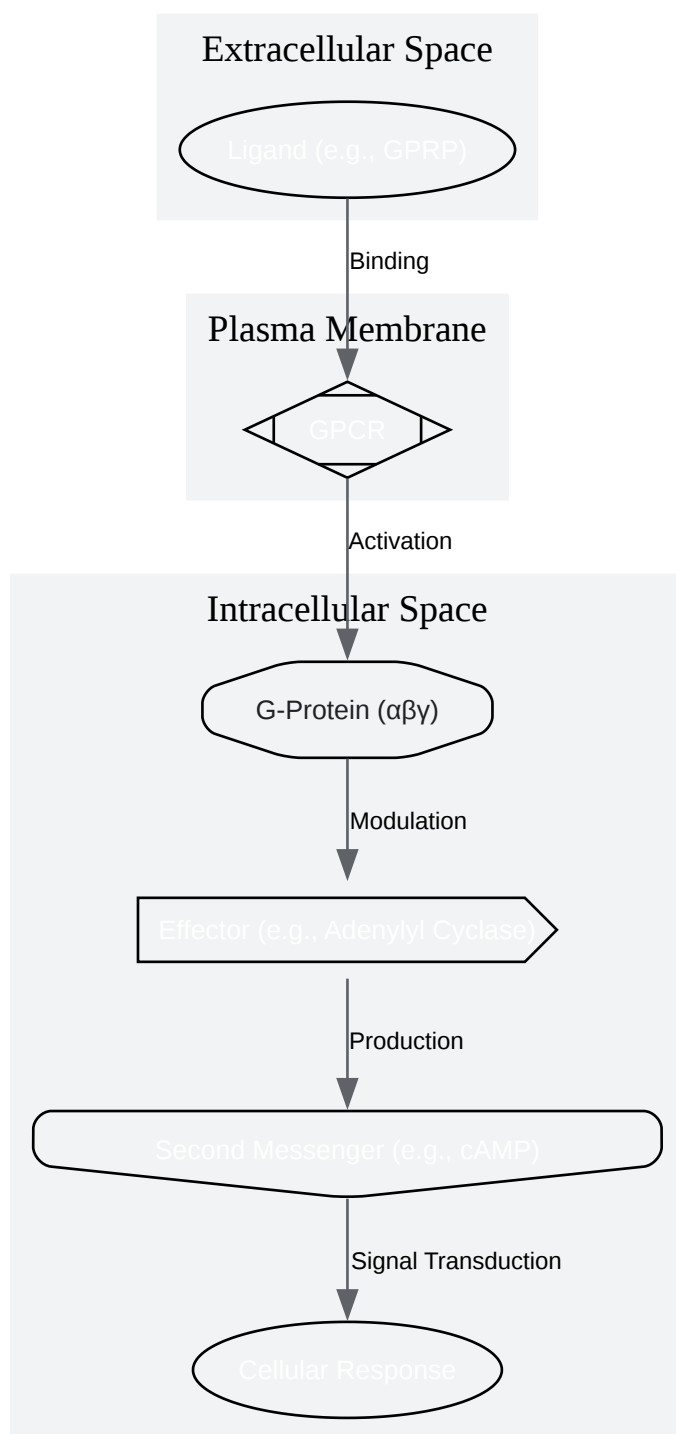 Extracellular Space
Ligand (e.g., GPRP)
Binding
Plasma Membrane
GPCR
Activation
Intracellular Space
G-Protein (αβγ)
Modulation
Effector (e.g., Adenylyl Cyclase)
Production
Second Messenger (e.g., cAMP)
Signal Transduction
Cellular Response